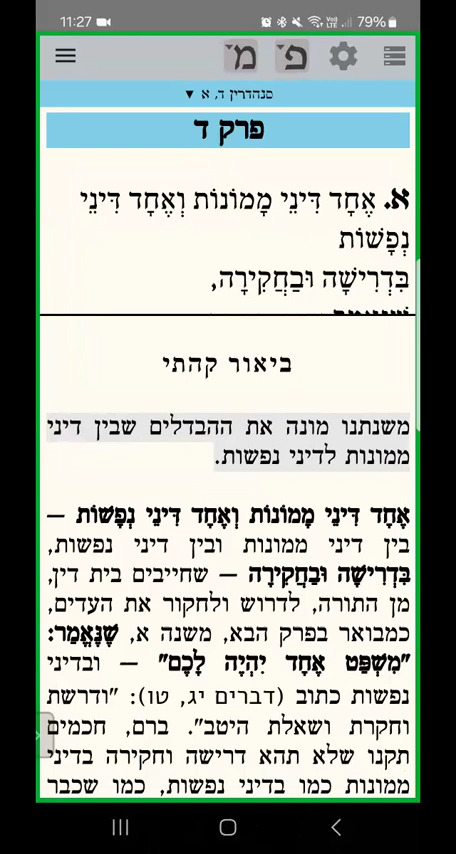 11:27
79%
פ מ
סנהדרין ד, א ▼
פרק ד
א. אֶחָד דִּינֵי מָמוֹנוֹת וְאֶחָד דִּינֵי
נְפָשׁוֹת
בִּדְרִישָׁה וּבַחֲקִירָה,
ביאור קהתי
משנתנו מונה את ההבדלים שבין דיני
ממונות לדיני נפשות.
אֶחָד דִּינֵי מָמוֹנוֹת וְאֶחָד דִּינֵי נְפָשׁוֹת –
בין דיני ממונות ובין דיני נפשות,
בִּדְרִישָׁה וּבַחֲקִירָה – שחייבים בית דין,
מן התורה, לדרוש ולחקור את העדים,
כמבואר בפרק הבא, משנה א, שֶׁנֶּאֱמַר:
"מִשְׁפַּט אֶחָד יִהְיֶה לָכֶם" – ובדיני
נפשות כתוב (דברים יג, טו): "ודרשת
וחקרת ושאלת היטב". ברם, חכמים
תקנו שלא תהא דרישה וחקירה בדיני
ממונות כמו בדיני נפשות, כמו שכבר